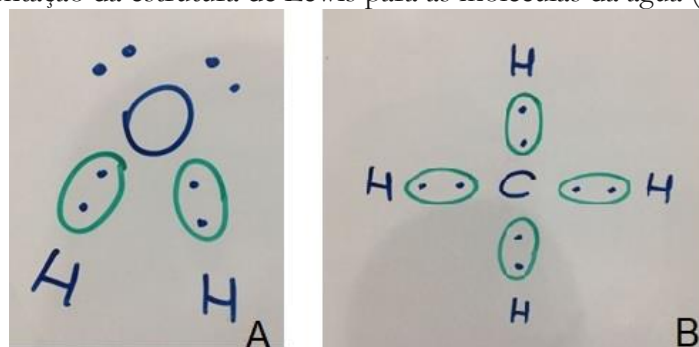 da estrutura de Lewis para as moléculas da água (
O
H H
A
H
H C H
H
B